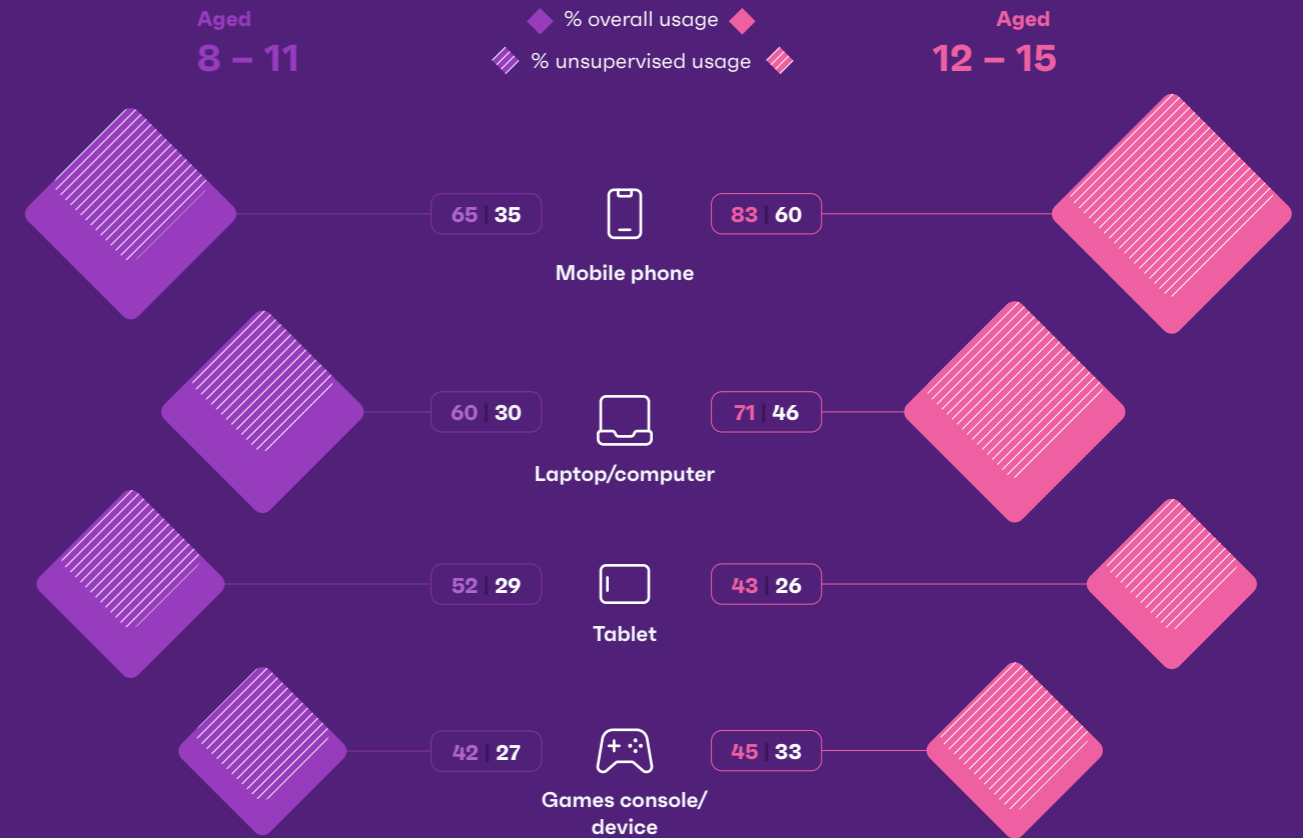 Aged
8 – 11
% overall usage
% unsupervised usage
Aged
12 – 15
65 | 35
83 | 60
Mobile phone
60 | 30
71 | 46
Laptop/computer
52 | 29
43 | 26
Tablet
42 | 27
45 | 33
Games console/
device